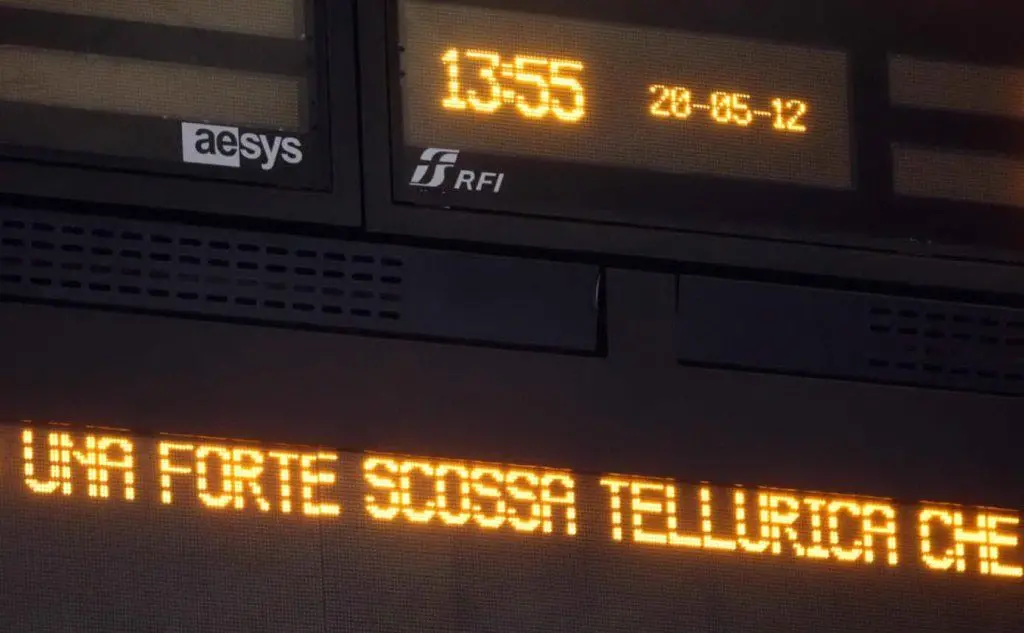 13:55 20-05-12
aesys
RFI
UNA FORTE SCOSSA TELLURICA CHE